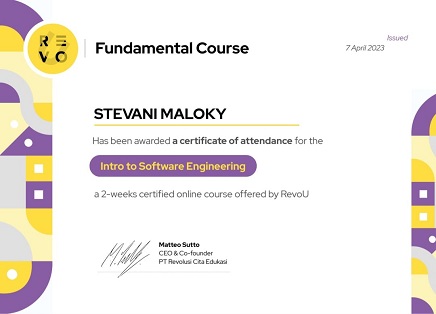 RE
VO
Fundamental Course
Issued
7 April 2023
STEVANI MALOKY
Has been awarded a certificate of attendance for the
Intro to Software Engineering
a 2-weeks certified online course offered by RevoU
Matteo Sutto
CEO & Co-founder
PT Revolusi Cita Edukasi